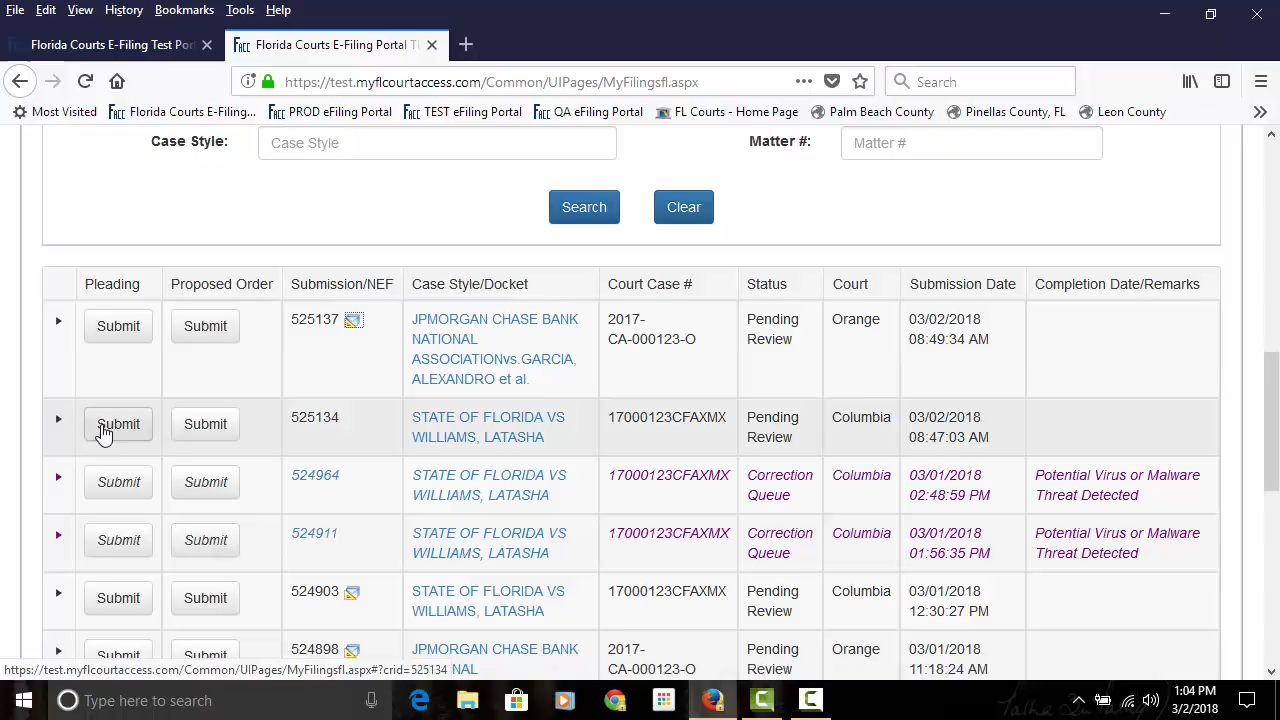 File Edit View History Bookmarks Tools Help
Florida Courts E-Filing Test Por
Florida Courts E-Filing Portal T
https://test.myflcourtaccess.com/Common/UIPages/MyFilingsfl.aspx
Search
Most Visited Florida Courts E-Filing... PROD eFiling Portal TEST eFiling Portal QA eFiling Portal FL Courts - Home Page Palm Beach County Pinellas County, FL Leon County
Case Style: Case Style Matter #: Matter #
Search Clear
Pleading Proposed Order Submission/NEF Case Style/Docket Court Case # Status Court Submission Date Completion Date/Remarks
Submit Submit 525137 JPMORGAN CHASE BANK 2017- Pending Orange 03/02/2018
NATIONAL CA-000123-O Review 08:49:34 AM
ASSOCIATIONvs.GARCIA,
ALEXANDRO et al.
Submit Submit 525134 STATE OF FLORIDA VS 17000123CFAXMX Pending Columbia 03/02/2018
WILLIAMS, LATASHA Review 08:47:03 AM
Submit Submit 524964 STATE OF FLORIDA VS 17000123CFAXMX Correction Columbia 03/01/2018 Potential Virus or Malware
WILLIAMS, LATASHA Queue 02:48:59 PM Threat Detected
Submit Submit 524911 STATE OF FLORIDA VS 17000123CFAXMX Correction Columbia 03/01/2018 Potential Virus or Malware
WILLIAMS, LATASHA Queue 01:56:35 PM Threat Detected
Submit Submit 524903 STATE OF FLORIDA VS 17000123CFAXMX Pending Columbia 03/01/2018
WILLIAMS, LATASHA Review 12:30:27 PM
Submit Submit 524898 JPMORGAN CHASE BANK 2017- Pending Orange 03/01/2018
NAL CA-000123-O Review 11:18:24 AM
https://test.myflcourtaccess.com/Common/UIPages/MyFilingsfl.aspx#?crid=525134
Type here to search
1:04 PM
3/2/2018